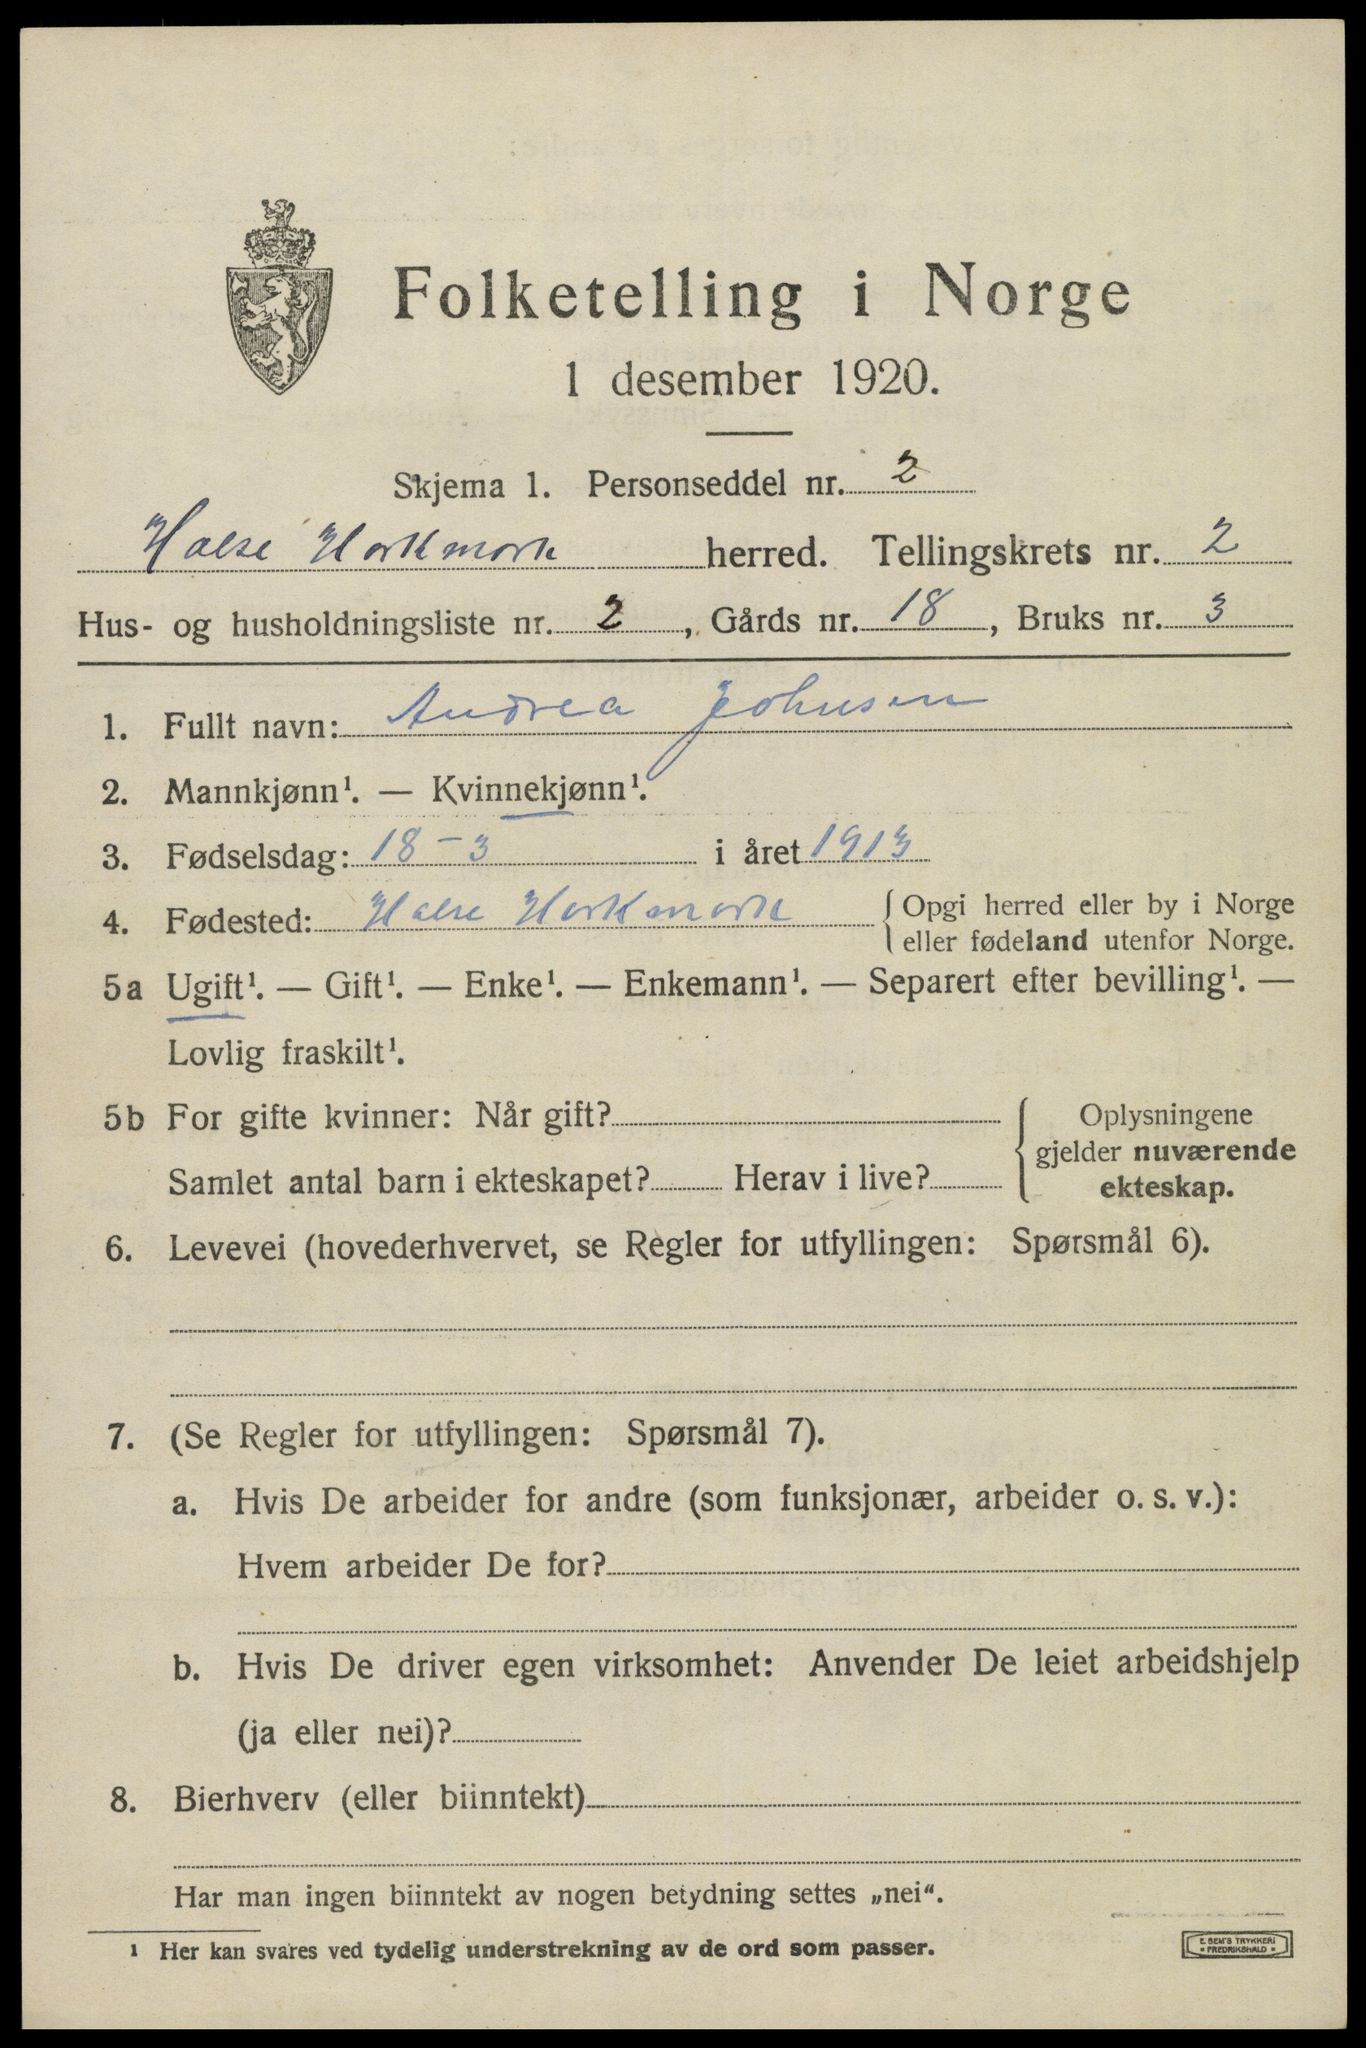 Folketelling i Norge
1 desember 1920.
Skjema 1. Personseddel nr. 2
Halse Harkmark herred. Tellingskrets nr. 2
Hus- og husholdningsliste nr. 2, Gårds nr. 18, Bruks nr. 3
1. Fullt navn: Andrea Johnsen
2. Mannkjønn¹. — Kvinnekjønn¹.
3. Fødselsdag: 18-3 i året 1913
4. Fødested: Halse Harkmark { Opgi herred eller by i Norge
eller fødeland utenfor Norge.
5a Ugift¹. — Gift¹. — Enke¹. — Enkemann¹. — Separert efter bevilling¹. —
Lovlig fraskilt¹.
5b For gifte kvinner: Når gift? { Oplysningene
gjelder nuværende
Samlet antal barn i ekteskapet? Herav i live? ekteskap.
6. Levevei (hovederhvervet, se Regler for utfyllingen: Spørsmål 6).
7. (Se Regler for utfyllingen: Spørsmål 7).
a. Hvis De arbeider for andre (som funksjonær, arbeider o. s. v.):
Hvem arbeider De for?
b. Hvis De driver egen virksomhet: Anvender De leiet arbeidshjelp
(ja eller nei)?
8. Bierhverv (eller biinntekt)
Har man ingen biinntekt av nogen betydning settes „nei“.
¹ Her kan svares ved tydelig understrekning av de ord som passer.
E. SEM'S TRYKKERI
FREDRIKSHALD